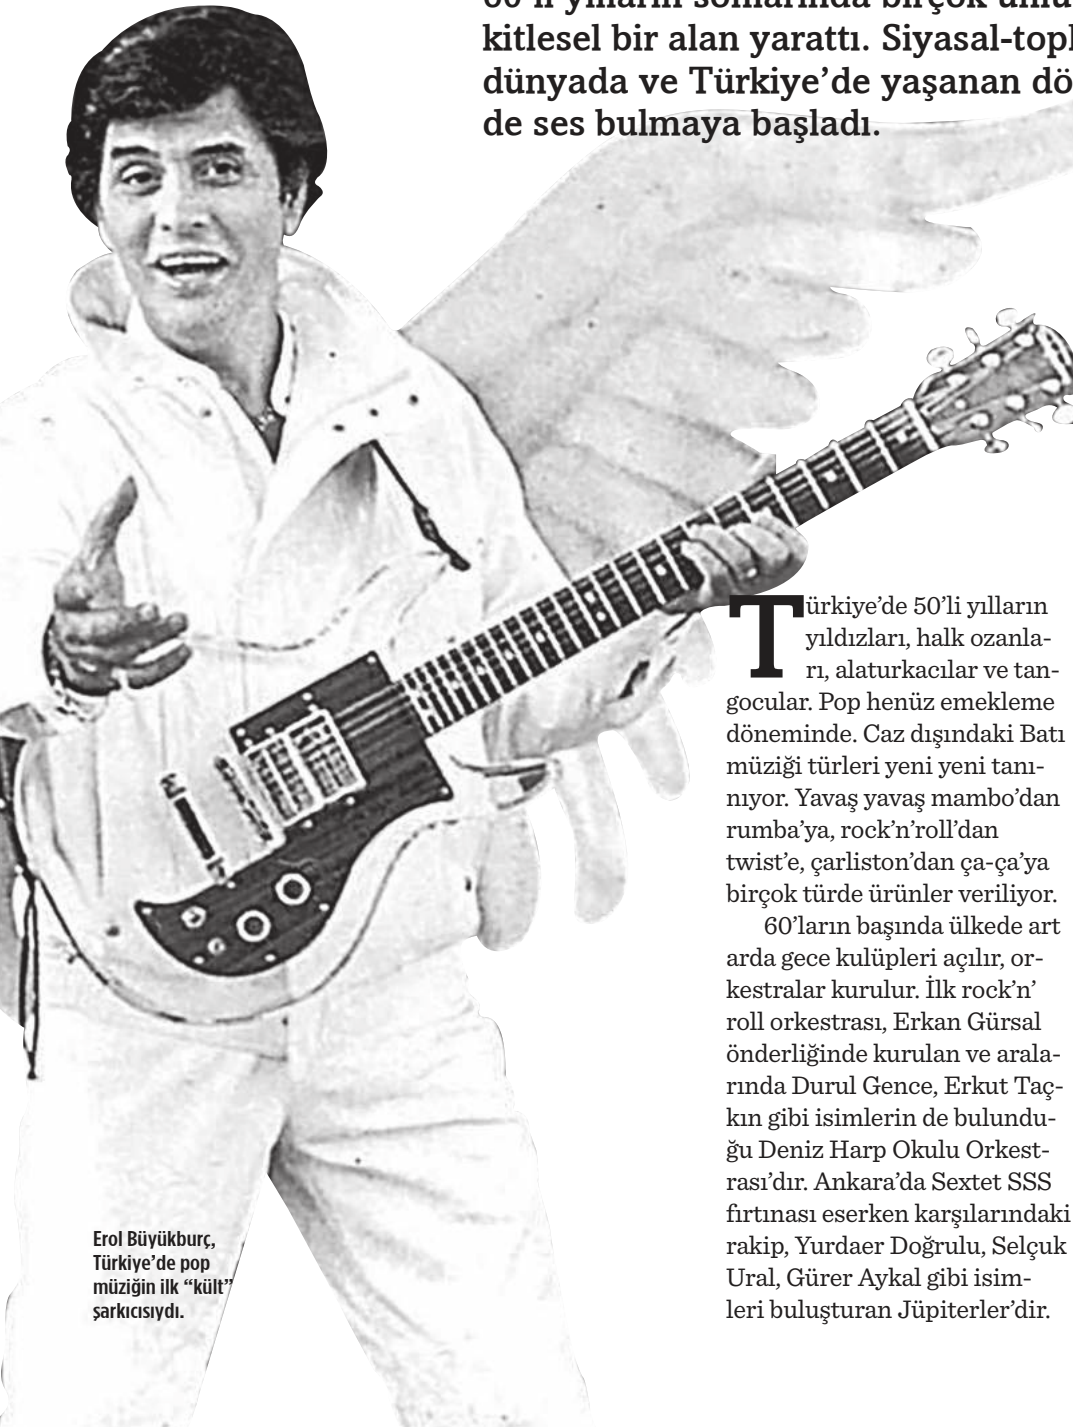 kitlesel bir alan yarattı. Siyasal-topl
dünyada ve Türkiye’de yaşanan dö
de ses bulmaya başladı.
Türkiye’de 50’li yılların
yıldızları, halk ozanla-
rı, alaturkacılar ve tan-
gocular. Pop henüz emekleme
döneminde. Caz dışındaki Batı
müziği türleri yeni yeni tanı-
nıyor. Yavaş yavaş mambo’dan
rumba’ya, rock’n’roll’dan
twist’e, çarliston’dan ça-ça’ya
birçok türde ürünler veriliyor.
60’ların başında ülkede art
arda gece kulüpleri açılır, or-
kestralar kurulur. İlk rock’n’
roll orkestrası, Erkan Gürsal
önderliğinde kurulan ve arala-
rında Durul Gence, Erkut Taç-
kın gibi isimlerin de bulundu-
ğu Deniz Harp Okulu Orkest-
rası’dır. Ankara’da Sextet SSS
fırtınası eserken karşılarındaki
rakip, Yurdaer Doğrulu, Selçuk
Ural, Gürer Aykal gibi isim-
leri buluşturan Jüpiterler’dir.
Erol Büyükburç,
Türkiye’de pop
müziğin ilk “kült”
şarkıcısıydı.